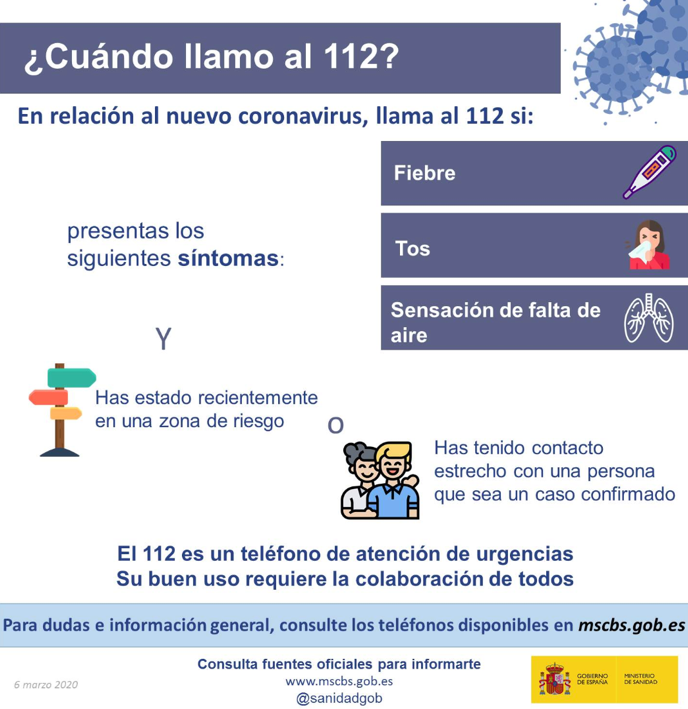 ¿Cuándo llamo al 112?
En relación al nuevo coronavirus, llama al 112 si:
presentas los
siguientes síntomas:
Fiebre
Tos
Sensación de falta de
aire
Y
Has estado recientemente
en una zona de riesgo
O
Has tenido contacto
estrecho con una persona
que sea un caso confirmado
El 112 es un teléfono de atención de urgencias
Su buen uso requiere la colaboración de todos
Para dudas e información general, consulte los teléfonos disponibles en mscbs.gob.es
Consulta fuentes oficiales para informarte
www.mscbs.gob.es
@sanidadgob
6 marzo 2020
GOBIERNO
DE ESPAÑA
MINISTERIO
DE SANIDAD